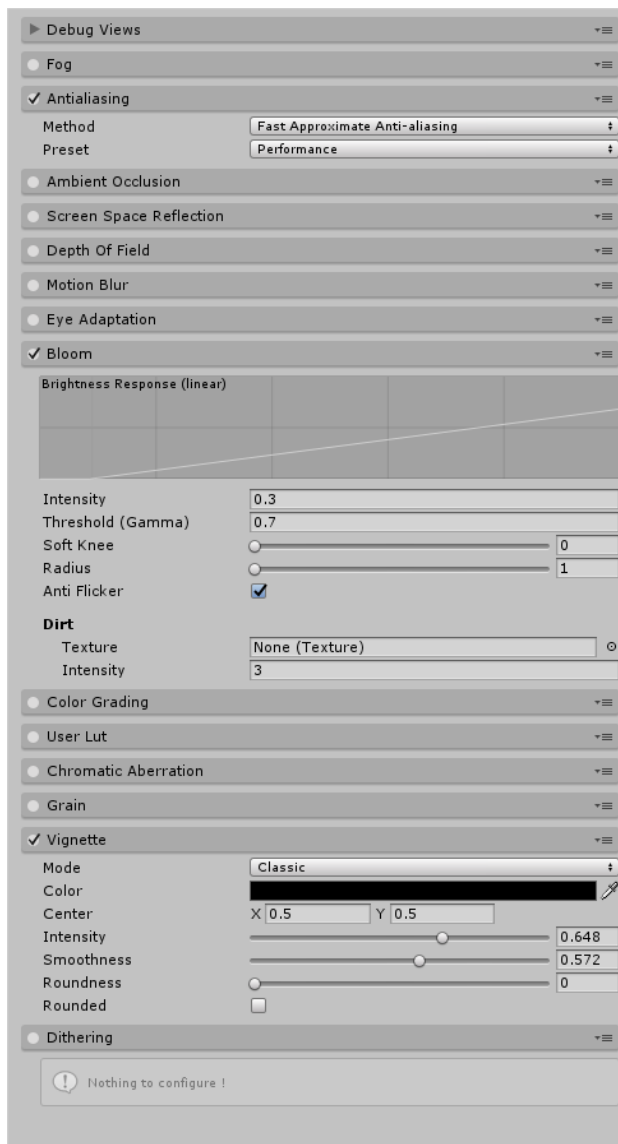 Debug Views
Fog
Antialiasing
Method Fast Approximate Anti-aliasing
Preset Performance
Ambient Occlusion
Screen Space Reflection
Depth Of Field
Motion Blur
Eye Adaptation
Bloom
Brightness Response (linear)
Intensity 0.3
Threshold (Gamma) 0.7
Soft Knee 0
Radius 1
Anti Flicker
Dirt
Texture None (Texture)
Intensity 3
Color Grading
User Lut
Chromatic Aberration
Grain
Vignette
Mode Classic
Color
Center X 0.5 Y 0.5
Intensity 0.648
Smoothness 0.572
Roundness 0
Rounded
Dithering
Nothing to configure !